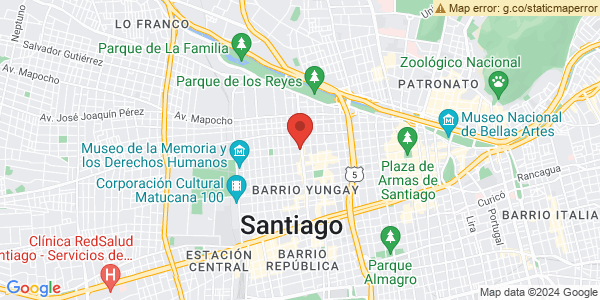 Map error: g.co/staticmaperror
LO FRANCO
Neptuno
Salvador Gutiérrez
Parque de La Familia
Zoológico Nacional
Av. Mapocho
Parque de los Reyes
PATRONATO
Av. José Joaquín Pérez
Av. Mapocho
Museo Nacional
de Bellas Artes
Museo de la Memoria y
los Derechos Humanos
Plaza de
Armas de
Santiago
5
Rancagua
Corporación Cultural
Matucana 100
BARRIO YUNGAY
Curicó
Lira
Portugal
BARRIO ITALIA
Santiago
Clínica RedSalud
Santiago - Servicios de...
ESTACIÓN
CENTRAL
BARRIO
REPÚBLICA
Parque
Almagro
Google
Map data ©2024 Google